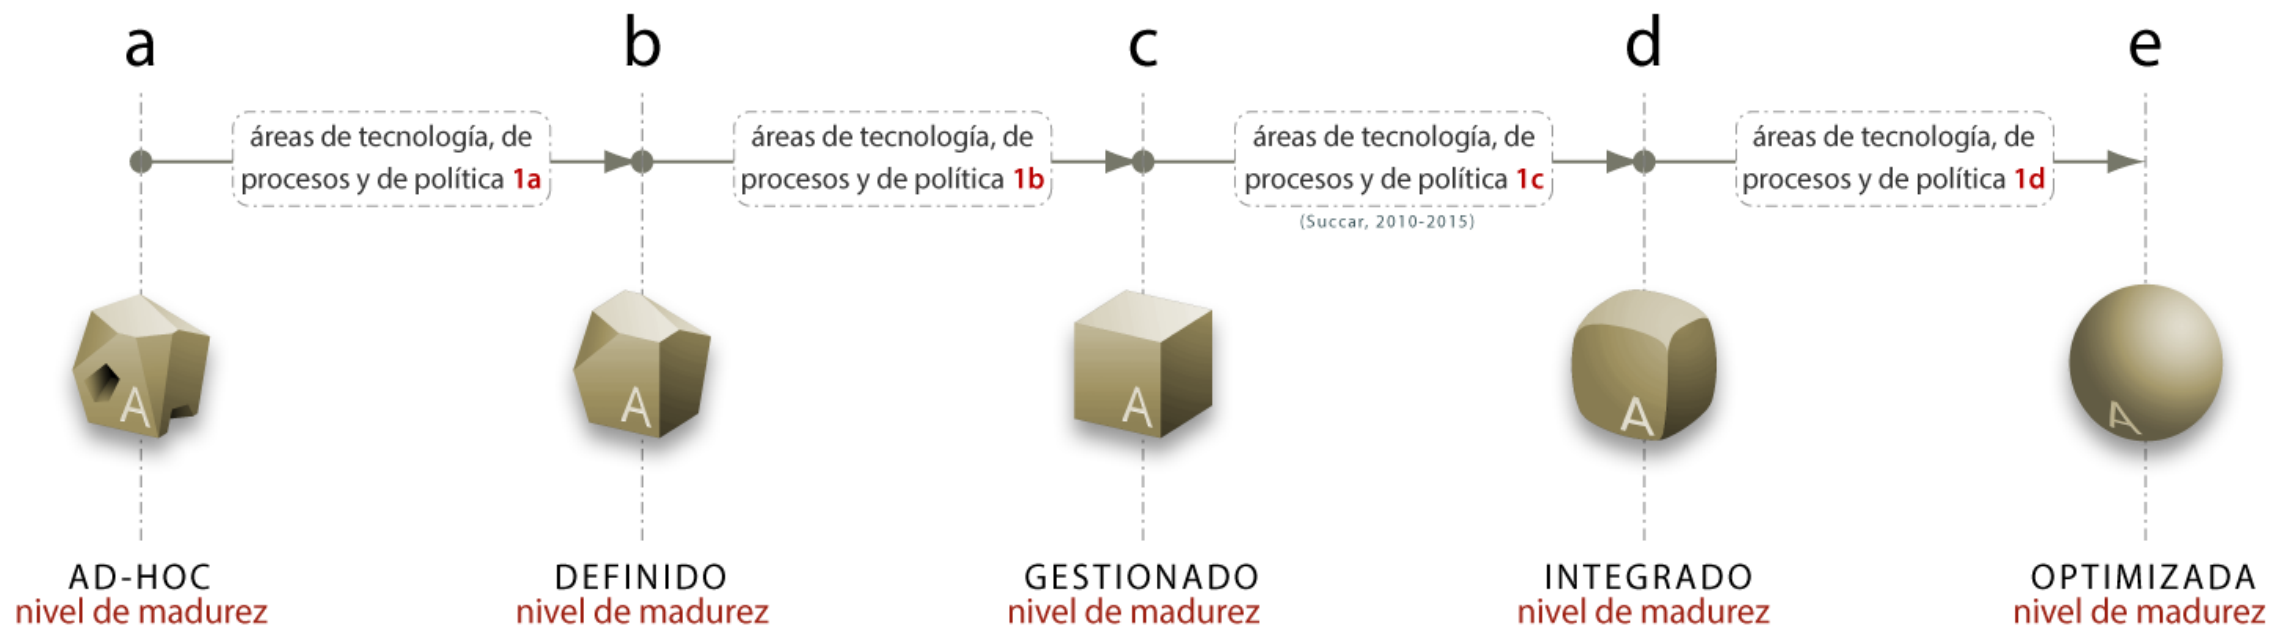 a
b
c
d
e
áreas de tecnología, de
procesos y de política 1a
áreas de tecnología, de
procesos y de política 1b
áreas de tecnología, de
procesos y de política 1c
áreas de tecnología, de
procesos y de política 1d
(Succar, 2010-2015)
A
A
A
A
A
AD-HOC
nivel de madurez
DEFINIDO
nivel de madurez
GESTIONADO
nivel de madurez
INTEGRADO
nivel de madurez
OPTIMIZADA
nivel de madurez